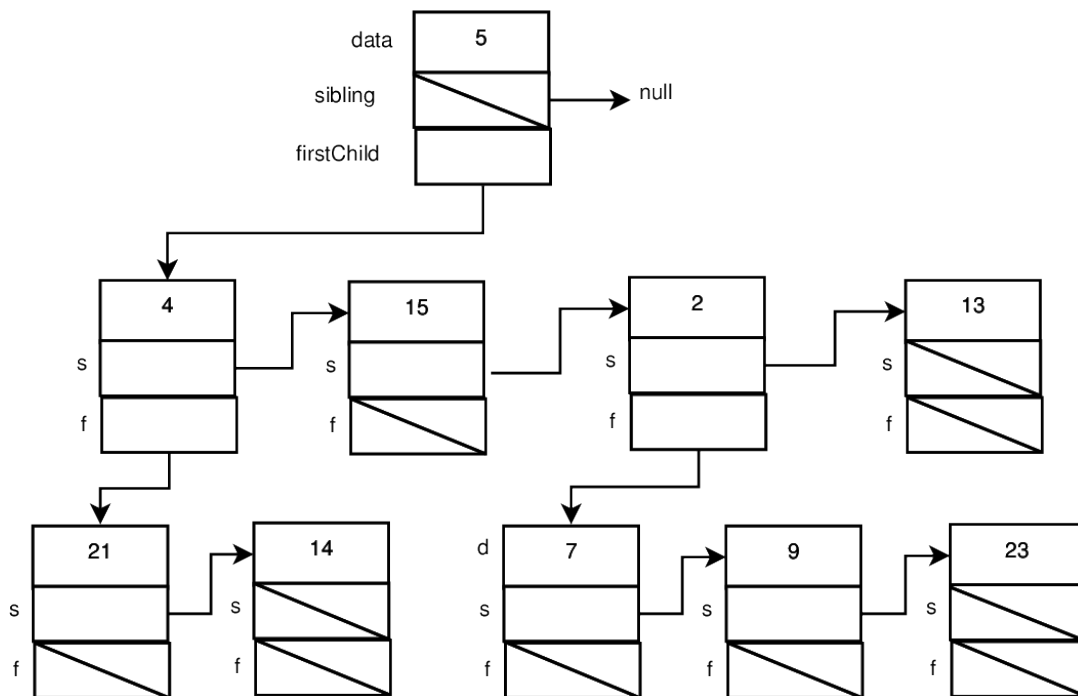 data 5
sibling null
firstChild
4 15 2 13
s s s s
f f f f
21 14 d 7 9 23
s s s s s
f f f f f